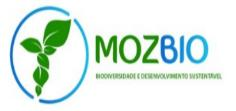 MOZBIO
BIODIVERSIDADE E DESENVOLVIMENTO SUSTENTÁVEL